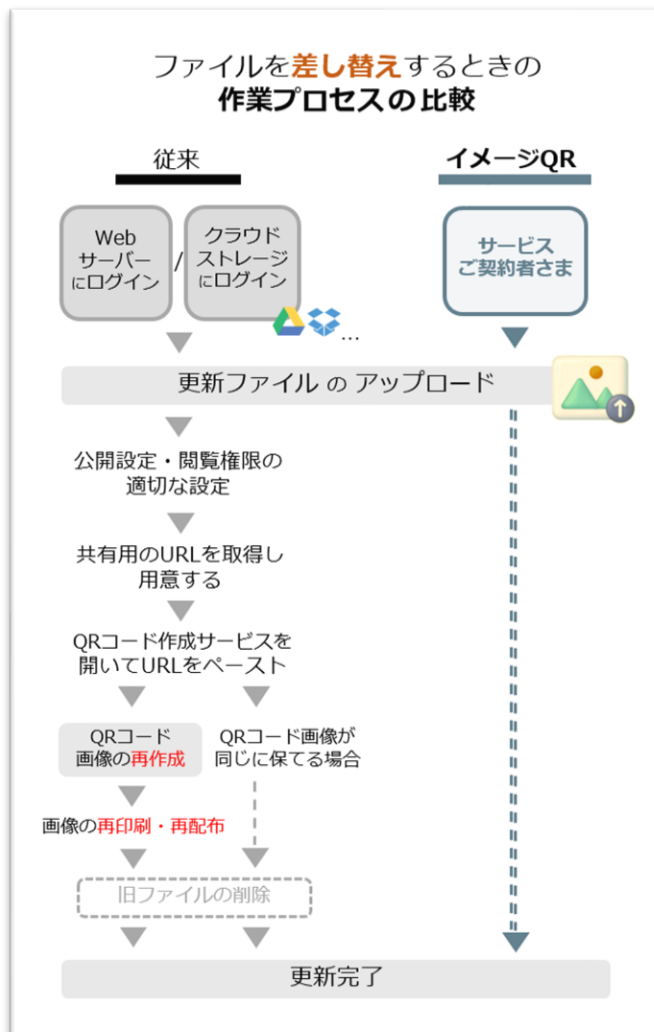 ファイルを差し替えするときの
作業プロセスの比較
従来
イメージQR
Web
サーバー
にログイン
/
クラウド
ストレージ
にログイン
...
サービス
ご契約者さま
更新ファイル の アップロード
公開設定・閲覧権限の
適切な設定
共有用のURLを取得し
用意する
QRコード作成サービスを
開いてURLをペースト
QRコード
画像の再作成
QRコード画像が
同じに保てる場合
画像の再印刷・再配布
旧ファイルの削除
更新完了